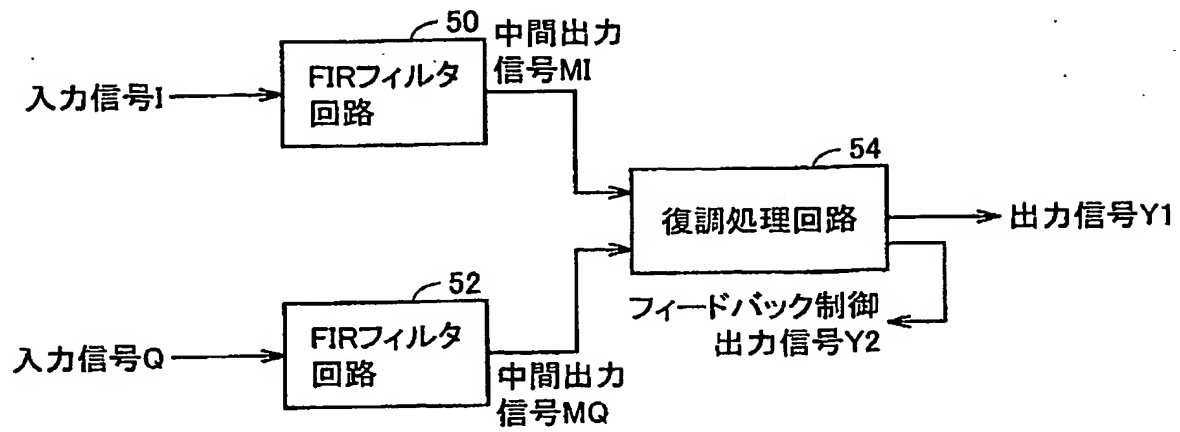 50
中間出力
信号MI
入力信号I
FIRフィルタ
回路
54
復調処理回路
出力信号Y1
52
フィードバック制御
出力信号Y2
入力信号Q
FIRフィルタ
回路
中間出力
信号MQ